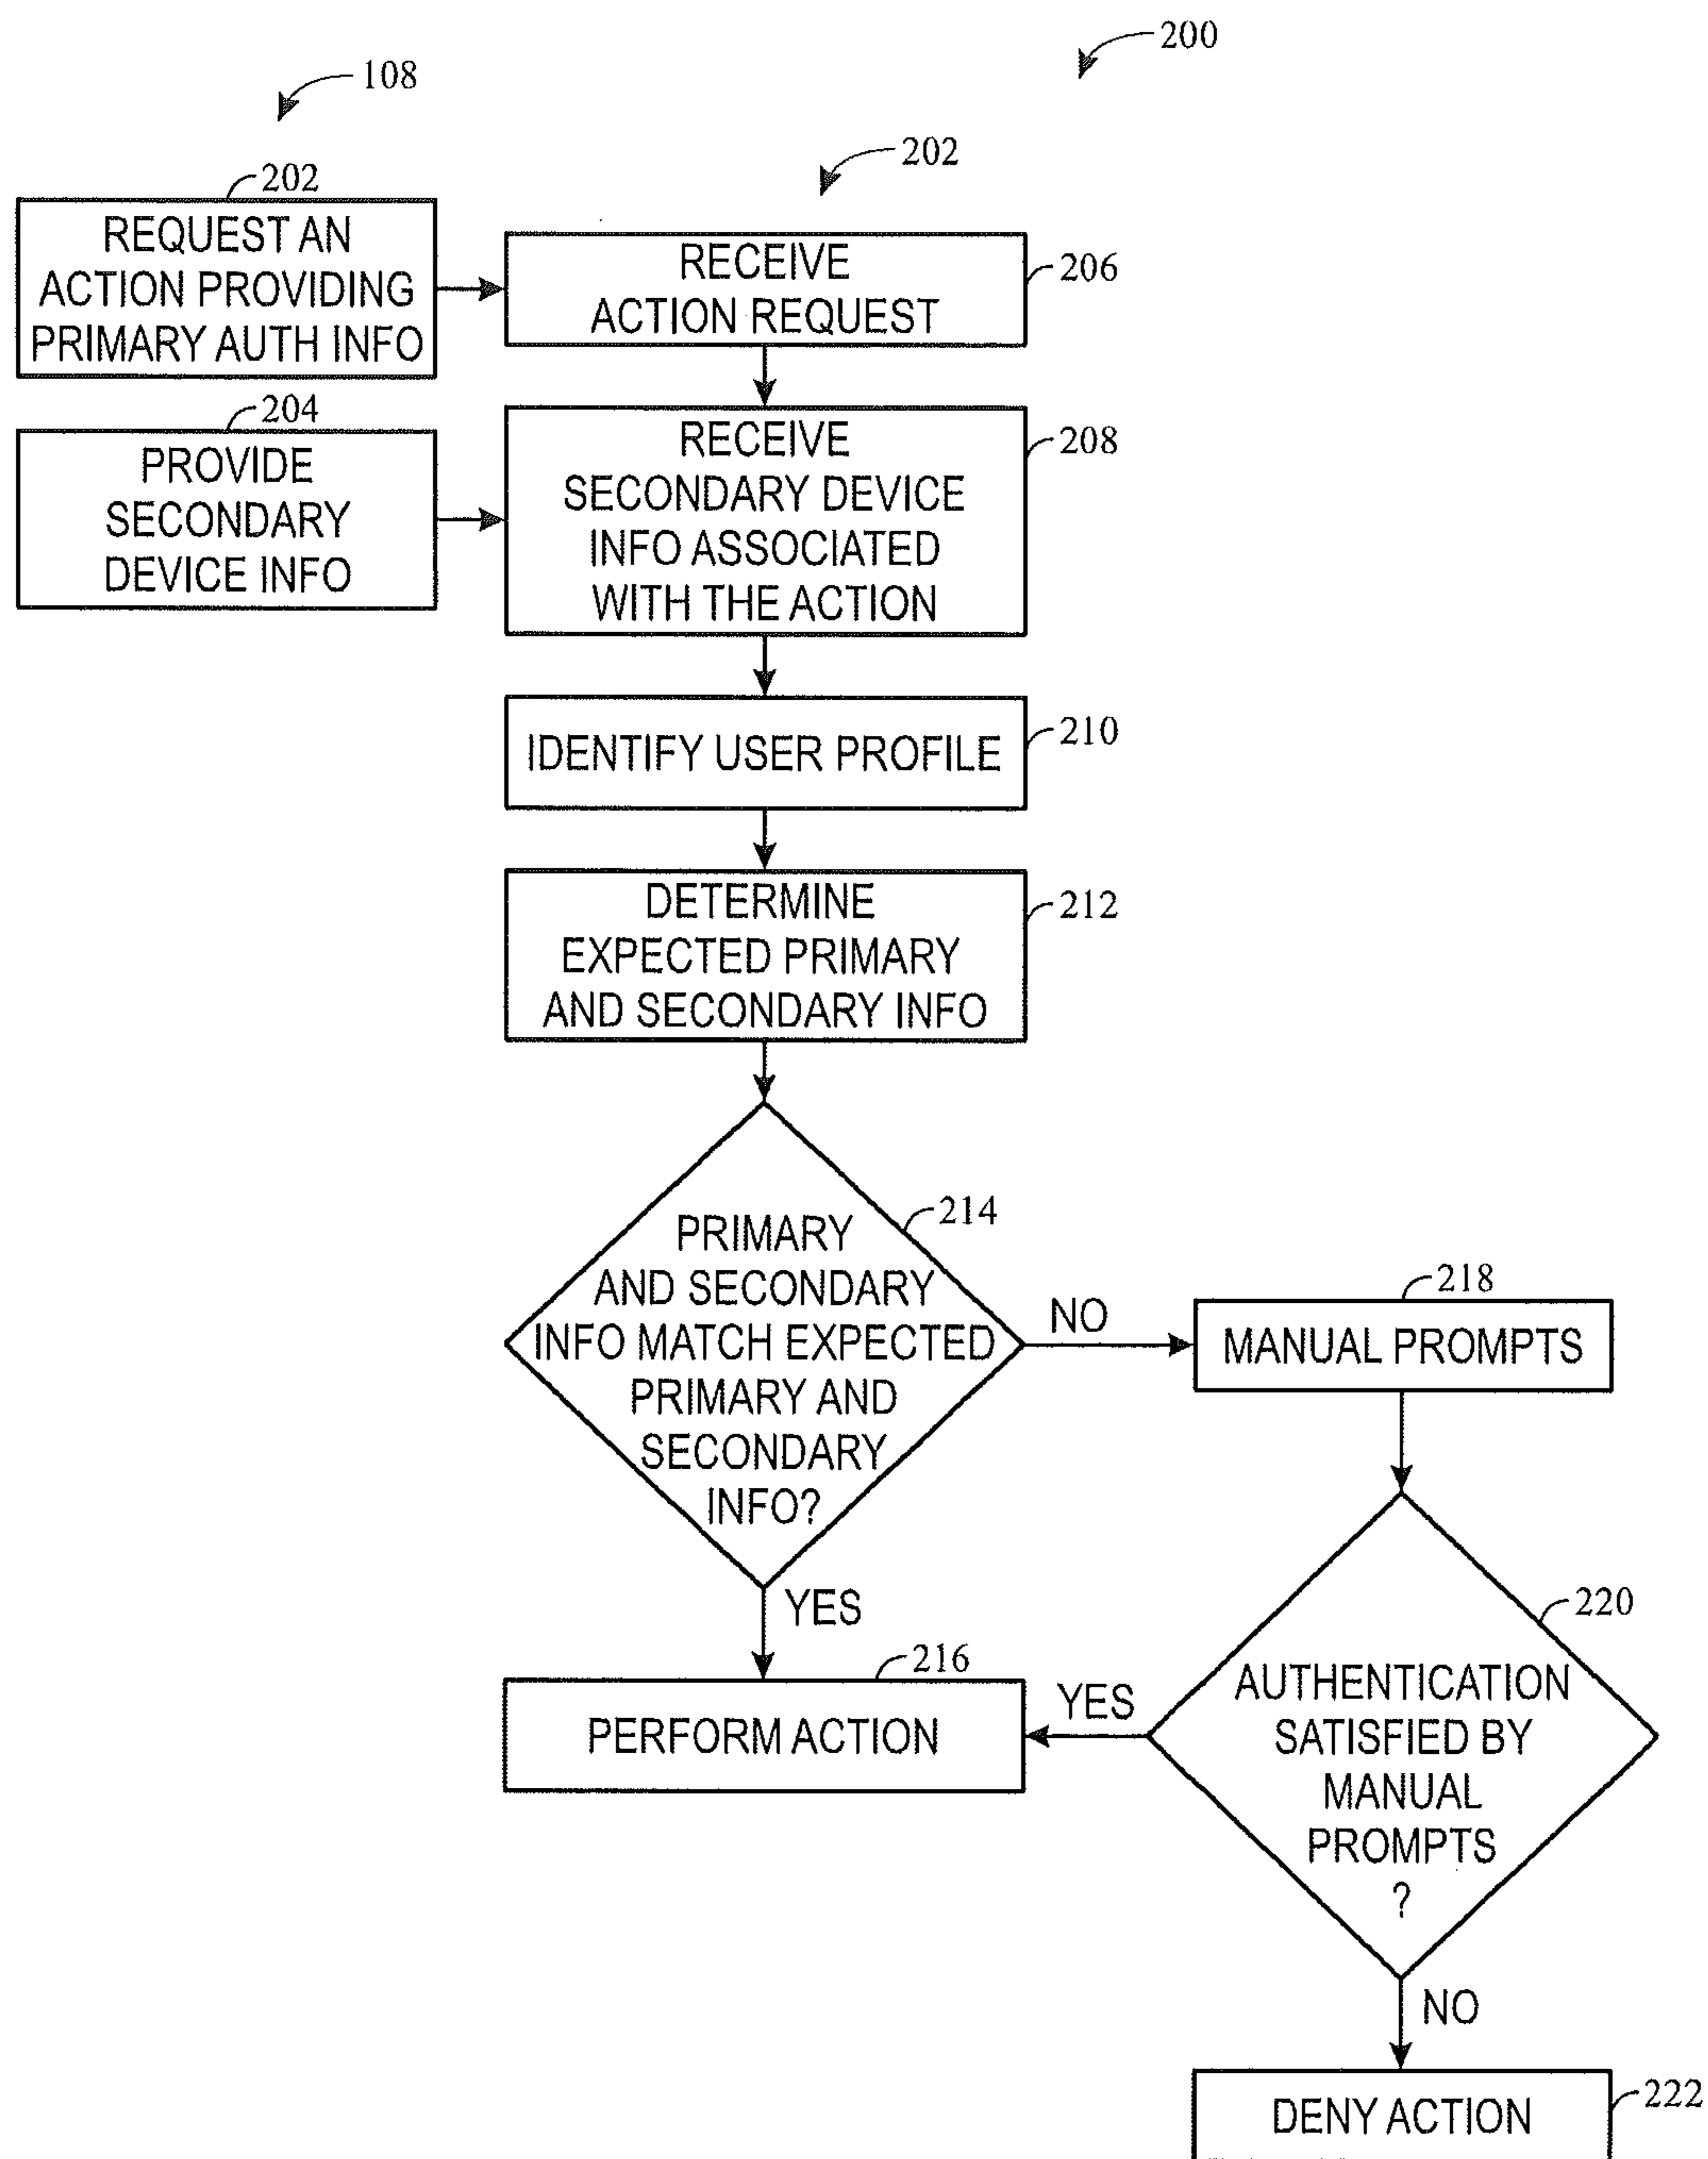 200
108
202
202
REQUEST AN
ACTION PROVIDING
PRIMARY AUTH INFO
RECEIVE
ACTION REQUEST
206
204
PROVIDE
SECONDARY
DEVICE INFO
RECEIVE
SECONDARY DEVICE
INFO ASSOCIATED
WITH THE ACTION
208
IDENTIFY USER PROFILE
210
DETERMINE
EXPECTED PRIMARY
AND SECONDARY INFO
212
214
PRIMARY
AND SECONDARY
INFO MATCH EXPECTED
PRIMARY AND
SECONDARY
INFO?
NO
218
MANUAL PROMPTS
YES
216
PERFORM ACTION
YES
220
AUTHENTICATION
SATISFIED BY
MANUAL
PROMPTS
?
NO
DENY ACTION
222